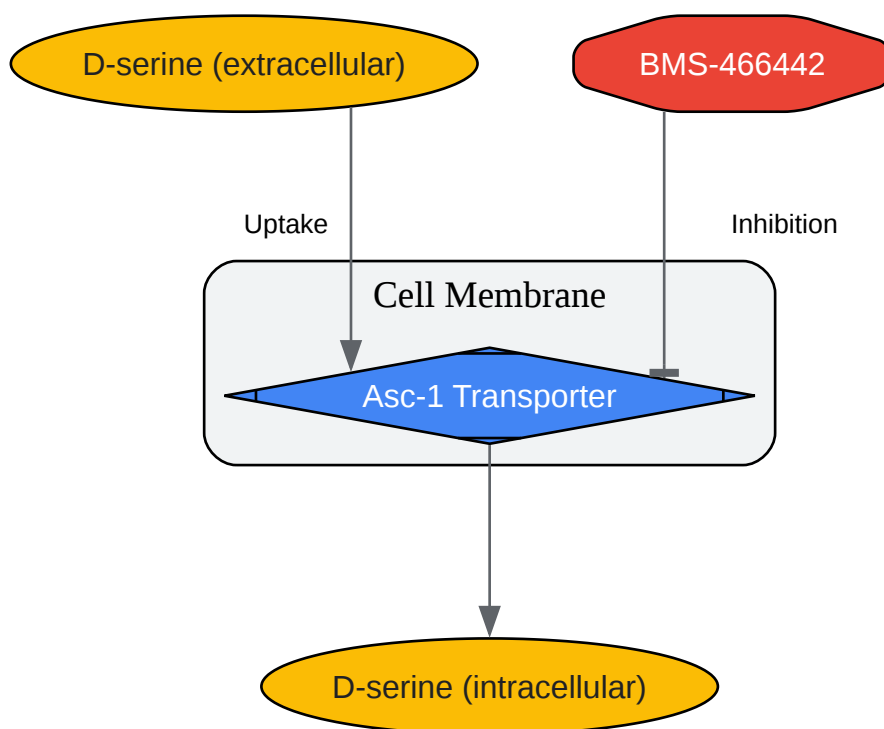 D-serine (extracellular)
BMS-466442
Uptake
Inhibition
Cell Membrane
Asc-1 Transporter
D-serine (intracellular)